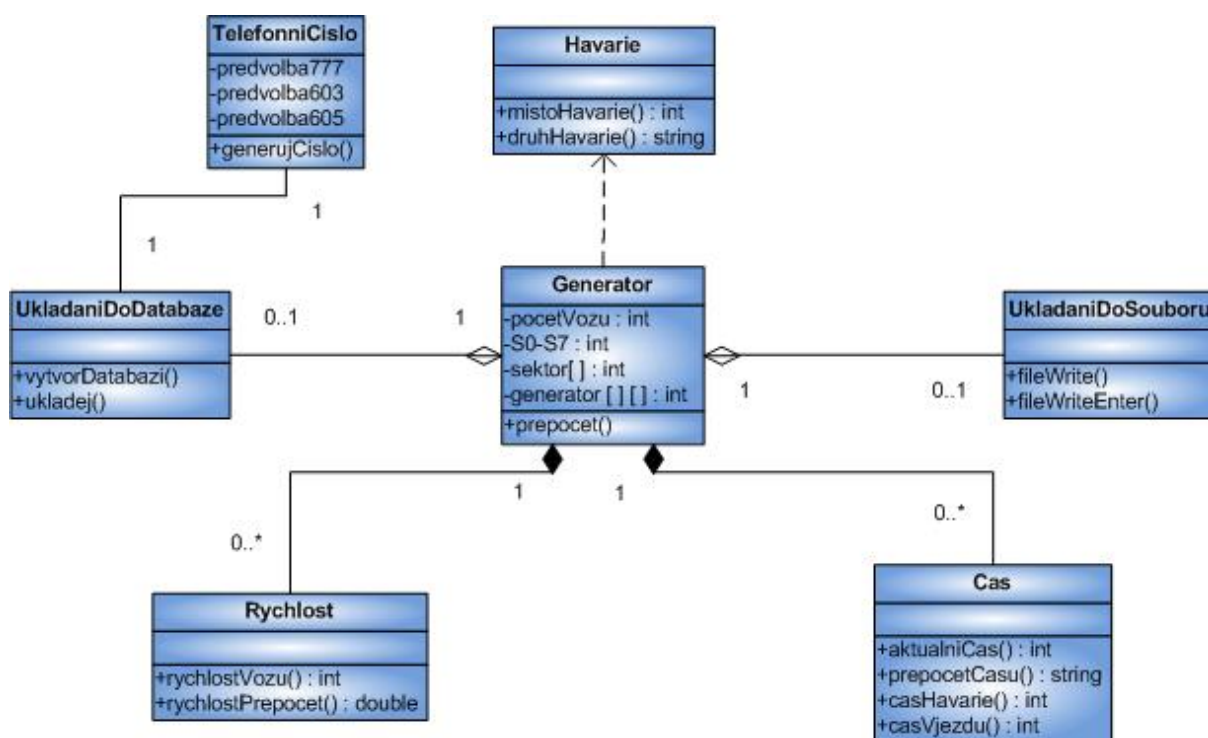 TelefonniCislo
-predvolba777
-predvolba603
-predvolba605
+generujCislo()
Havarie
+mistoHavarie() : int
+druhHavarie() : string
1
1
UkladaniDoDatabaze
+vytvorDatabazi()
+ukladej()
0..1
1
Generator
-pocetVozu : int
-S0-S7 : int
-sektor[ ] : int
-generator [ ] [ ] : int
+prepocet()
1
0..1
UkladaniDoSouboru
+fileWrite()
+fileWriteEnter()
1
1
0..*
0..*
Rychlost
+rychlostVozu() : int
+rychlostPrepocet() : double
Cas
+aktualniCas() : int
+prepocetCasu() : string
+casHavarie() : int
+casVjezdu() : int